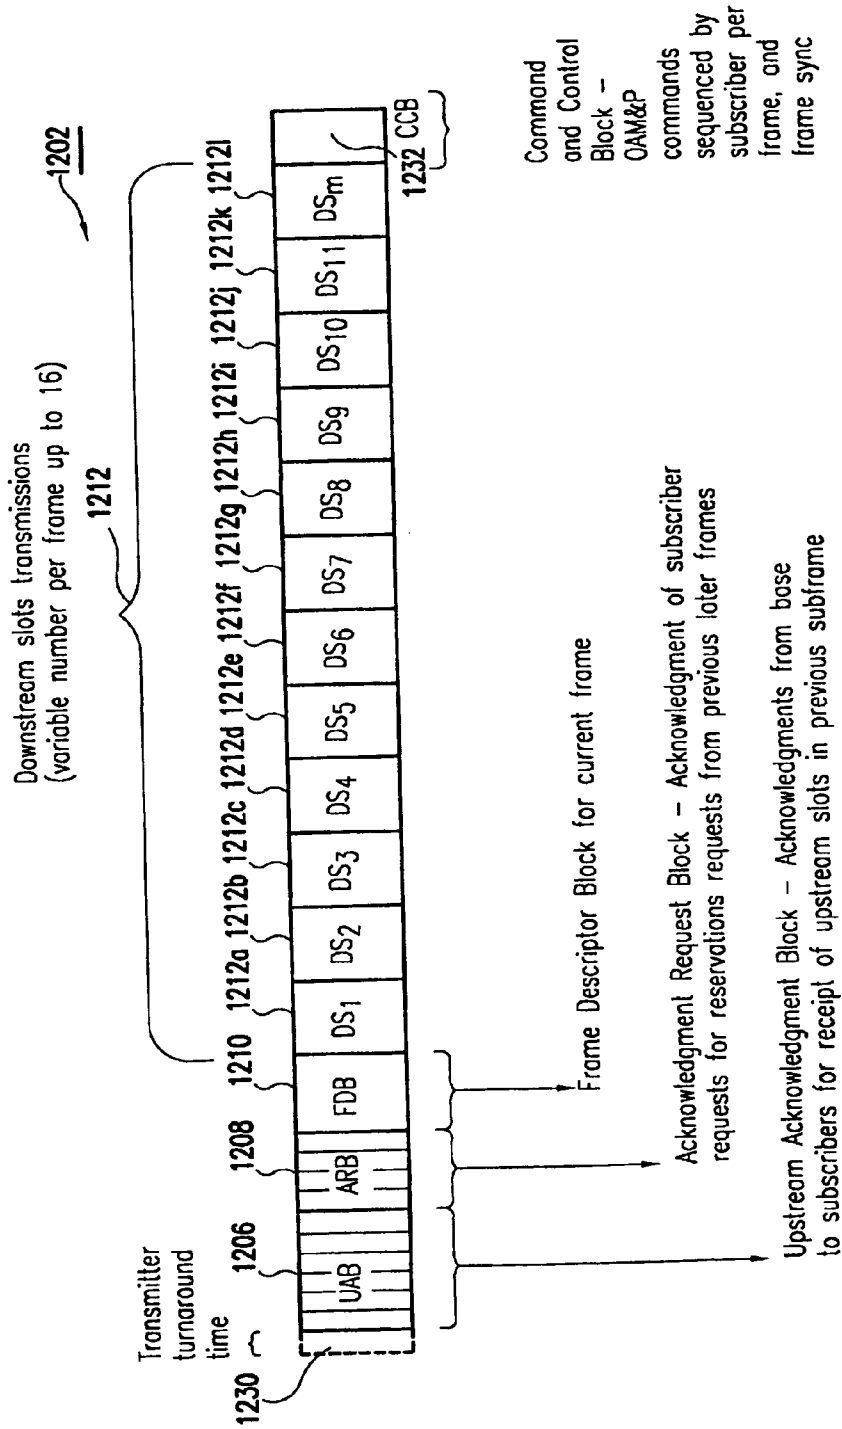 Downstream slots transmissions
(variable number per frame up to 16)
1202
1212
Transmitter
turnaround
time
1230
1206
1208
1210
1212a
1212b
1212c
1212d
1212e
1212f
1212g
1212h
1212i
1212j
1212k
1212l
UAB
ARB
FDB
DS1
DS2
DS3
DS4
DS5
DS6
DS7
DS8
DS9
DS10
DS11
DSm
1232
CCB
Command
and Control
Block –
OAM&P
commands
sequenced by
subscriber per
frame, and
frame sync
Frame Descriptor Block for current frame
Acknowledgment Request Block – Acknowledgment of subscriber
requests for reservations requests from previous later frames
Upstream Acknowledgment Block – Acknowledgments from base
to subscribers for receipt of upstream slots in previous subframe